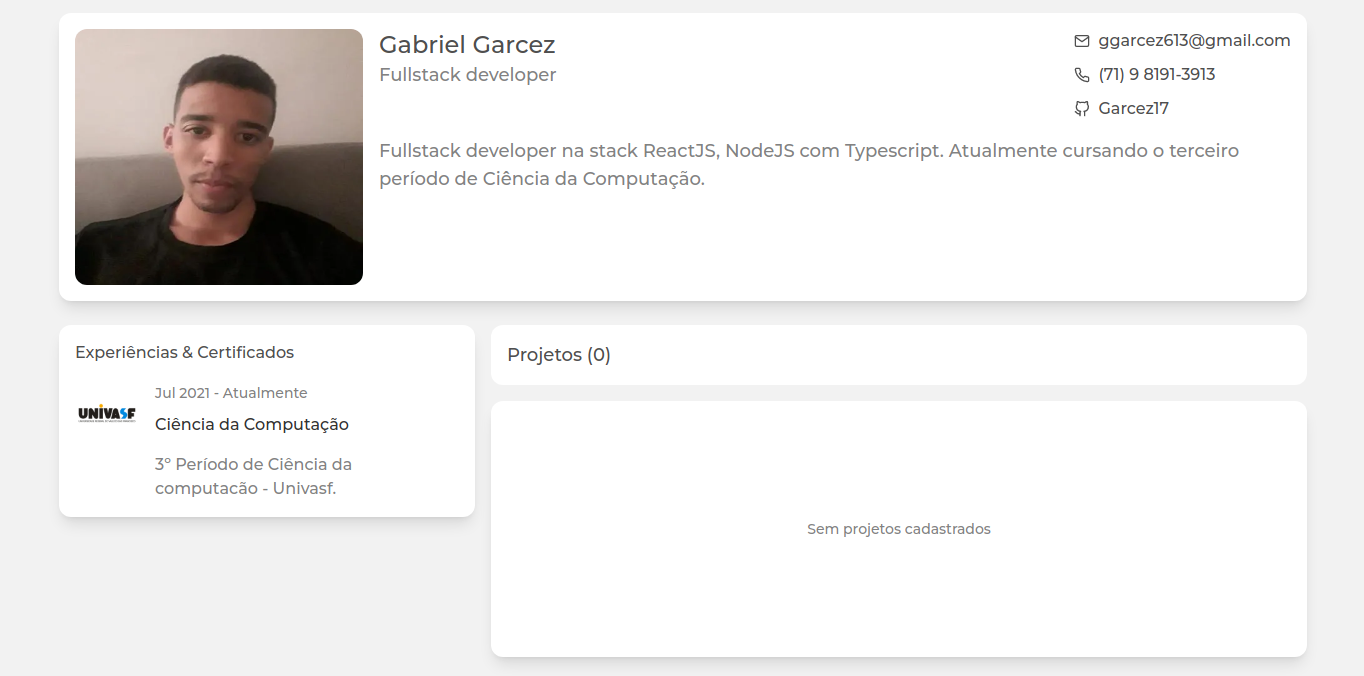 Gabriel Garcez
Fullstack developer
ggarcez613@gmail.com
(71) 9 8191-3913
Garcez17
Fullstack developer na stack ReactJS, NodeJS com Typescript. Atualmente cursando o terceiro
período de Ciência da Computação.
Experiências & Certificados
Jul 2021 - Atualmente
UNIVASF
Ciência da Computação
3º Período de Ciência da
computacão - Univasf.
Projetos (0)
Sem projetos cadastrados